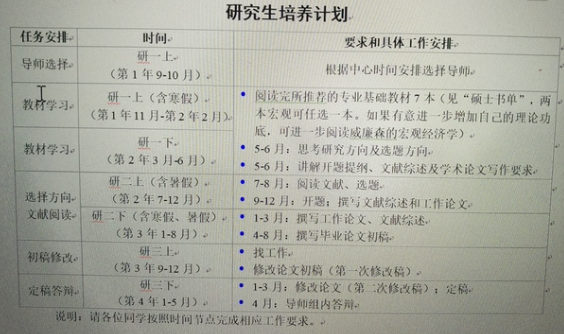 研究生培养计划
任务安排 时间 要求和具体工作安排
导师选择 研一上
（第 1 年 9-10 月） 根据中心时间安排选择导师
教材学习 研一上（含寒假）
（第 1 年 11 月-第 2 年 2 月）
教材学习 研一下
（第 2 年 3 月-6 月）
阅读完所推荐的专业基础教材 7 本（见“硕士书单”，两
本宏观可任选一本。如果有意进一步增加自己的理论功
底，可进一步阅读威廉森的宏观经济学）
5-6 月：思考研究方向及选题方向
5-6 月：讲解开题提纲、文献综述及学术论文写作要求
选择方向
文献阅读
研二上（含暑假）
（第 2 年 7-12 月）
7-8 月：阅读文献、选题
9-12 月：开题；撰写文献综述和工作论文
研二下（含寒假、暑假）
（第 3 年 1-8 月）
1-3 月：撰写工作论文、文献综述
4-8 月：撰写毕业论文初稿
初稿修改 研三上
（第 3 年 9-12 月）
找工作
修改论文初稿（第一次修改稿）
定稿答辩 研三下
（第 4 年 1-5 月）
1-3 月：修改论文（第二次修改稿）；定稿
4 月：导师组内答辩
说明：请各位同学按照时间节点完成相应工作要求。